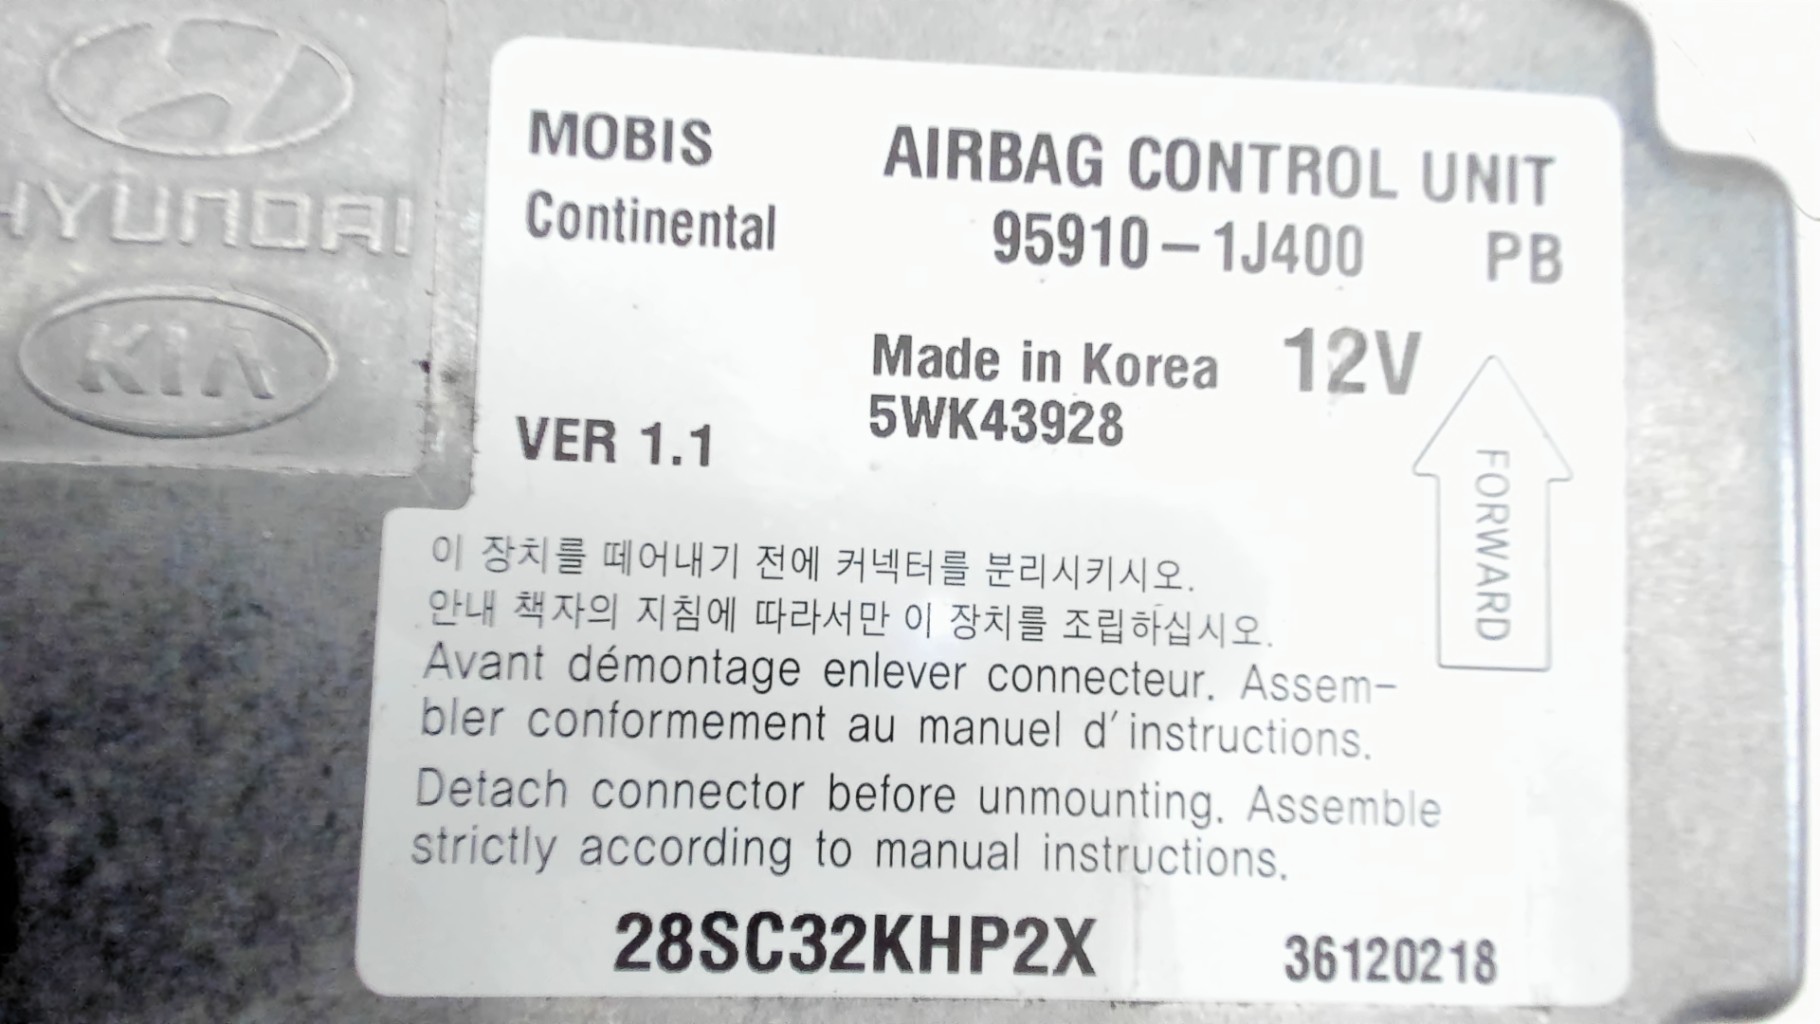 HYUNDAI
KIA
MOBIS
Continental
AIRBAG CONTROL UNIT
95910-1J400 PB
Made in Korea 12V
5WK43928
VER 1.1
FORWARD
이 장치를 떼어내기 전에 커넥터를 분리시키시오.
안내 책자의 지침에 따라서만 이 장치를 조립하십시오.
Avant démontage enlever connecteur. Assem-
bler conformement au manuel d'instructions.
Detach connector before unmounting. Assemble
strictly according to manual instructions.
28SC32KHP2X
36120218